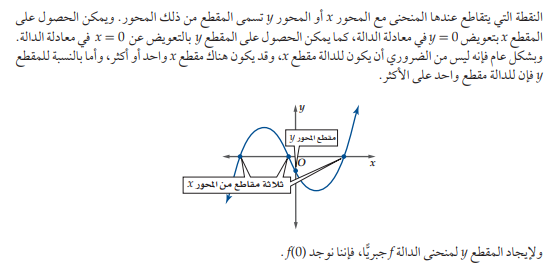 النقطة التي يتقاطع عندها المنحنى مع المحور x أو المحور y تسمى المقطع من ذلك المحور. ويمكن الحصول على
المقطع x بتعويض y = 0 في معادلة الدالة، كما يمكن الحصول على المقطع y بالتعويض عن x = 0 في معادلة الدالة.
وبشكل عام فإنه ليس من الضروري أن يكون للدالة مقطع x، وقد يكون هناك مقطع x واحد أو أكثر، وأما بالنسبة للمقطع
y فإن للدالة مقطع واحد على الأكثر.
y
مقطع المحور y
O
x
ثلاثة مقاطع من المحور x
ولإيجاد المقطع y لمنحنى الدالة f جبريًّا، فإننا نوجد f(0).